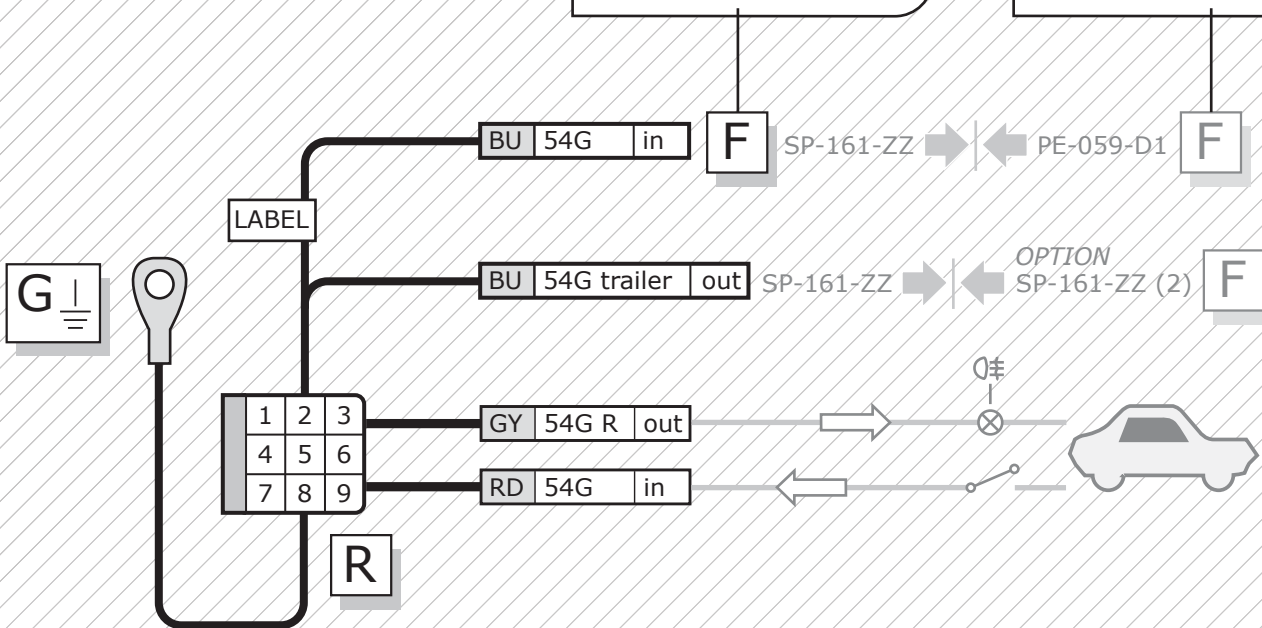 BU 54G in F SP-161-ZZ PE-059-D1 F
LABEL
OPTION
G BU 54G trailer out SP-161-ZZ SP-161-ZZ (2) F
1 2 3 GY 54G R out
4 5 6
7 8 9 RD 54G in
R